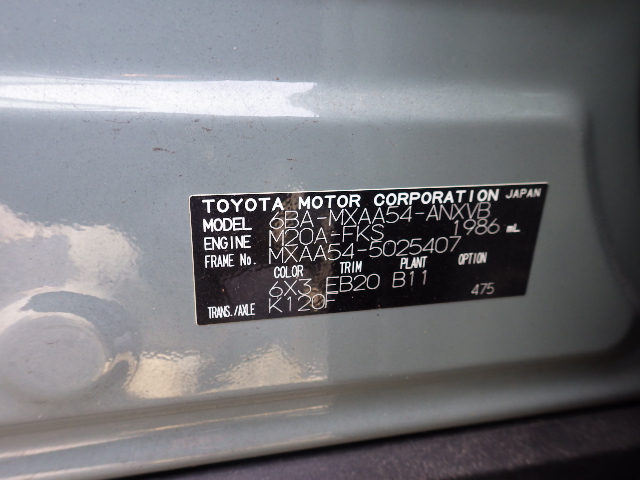 TOYOTA MOTOR CORPORATION JAPAN
MODEL 6BA-MXAA54-ANXVB
ENGINE M20A-FKS 1986 mL
FRAME No. MXAA54-5025407
COLOR TRIM PLANT OPTION
6X3 EB20 B11 475
TRANS./AXLE K120F